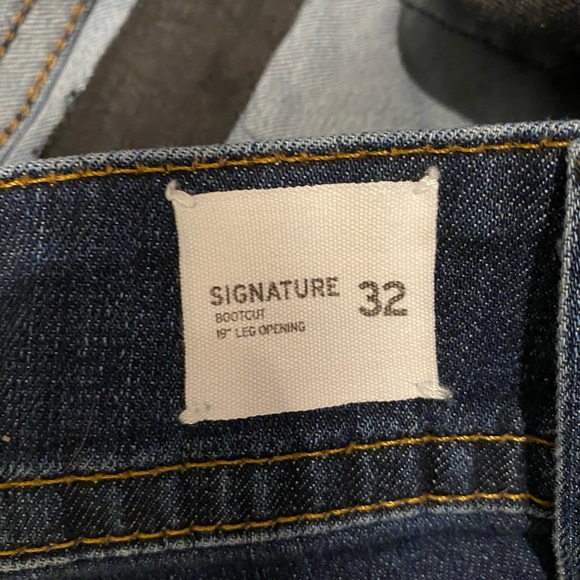 SIGNATURE 32
BOOTCUT
19" LEG OPENING